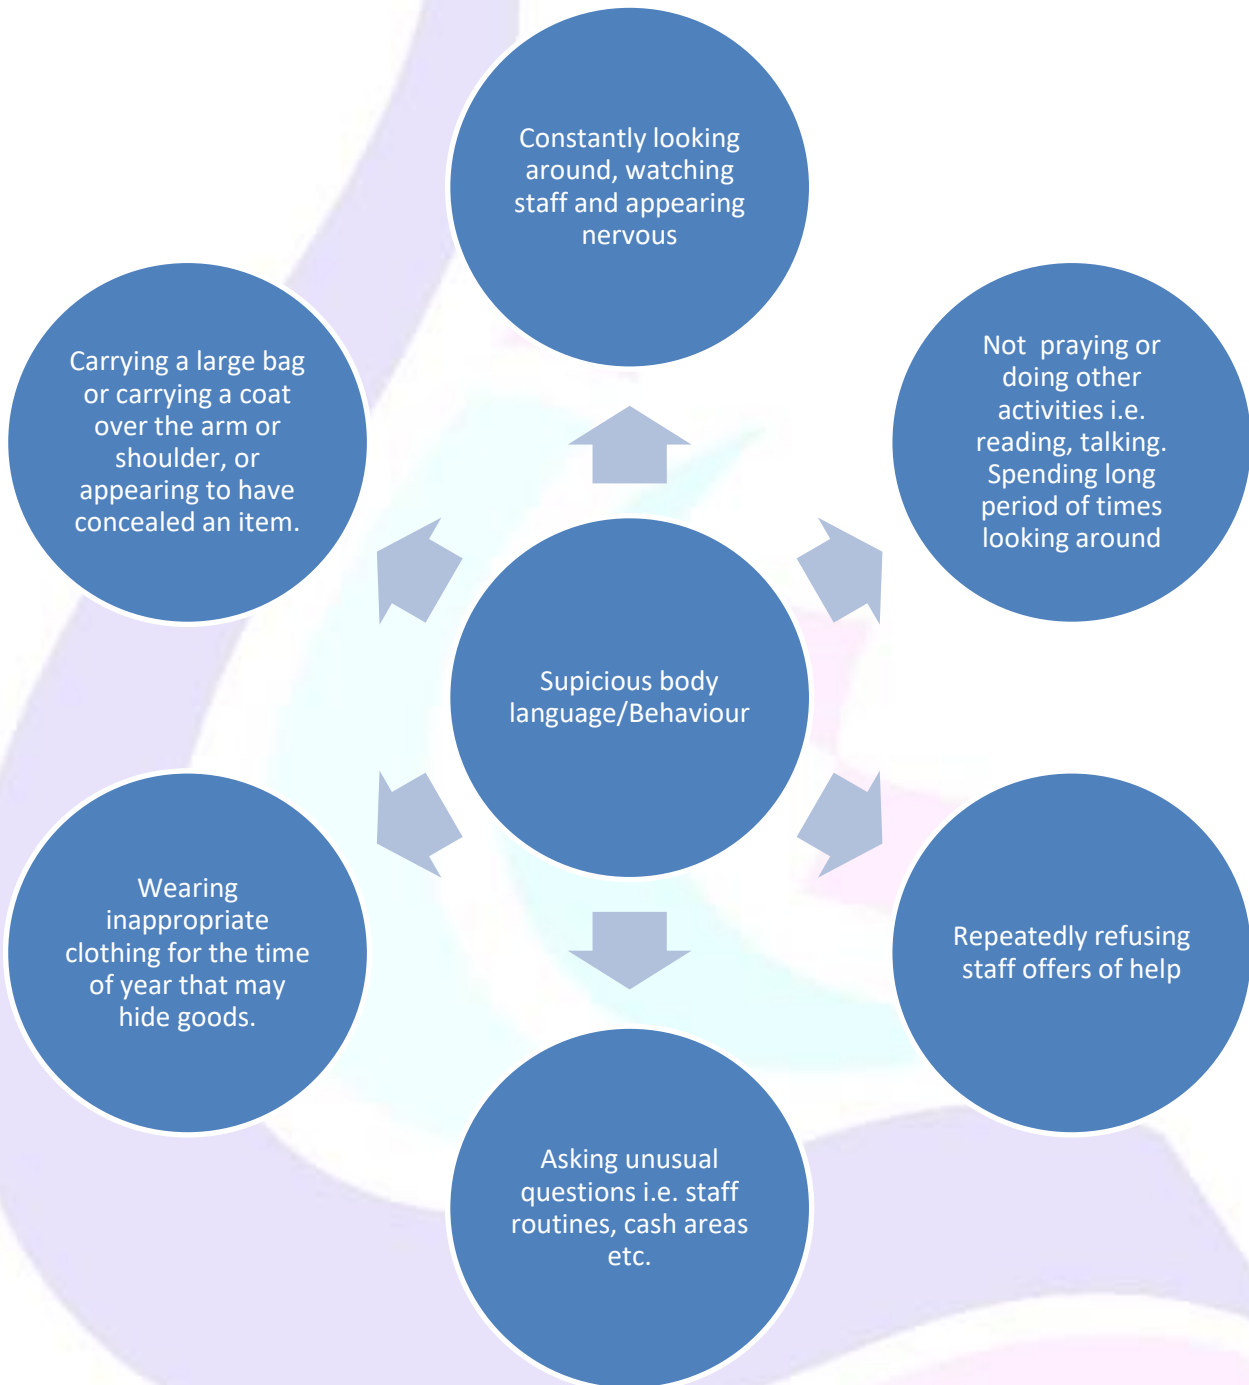 Constantly looking
around, watching
staff and appearing
nervous
Not  praying or
doing other
activities i.e.
reading, talking.
Spending long
period of times
looking around
Repeatedly refusing
staff offers of help
Asking unusual
questions i.e. staff
routines, cash areas
etc.
Wearing
inappropriate
clothing for the time
of year that may
hide goods.
Carrying a large bag
or carrying a coat
over the arm or
shoulder, or
appearing to have
concealed an item.
Supicious body
language/Behaviour